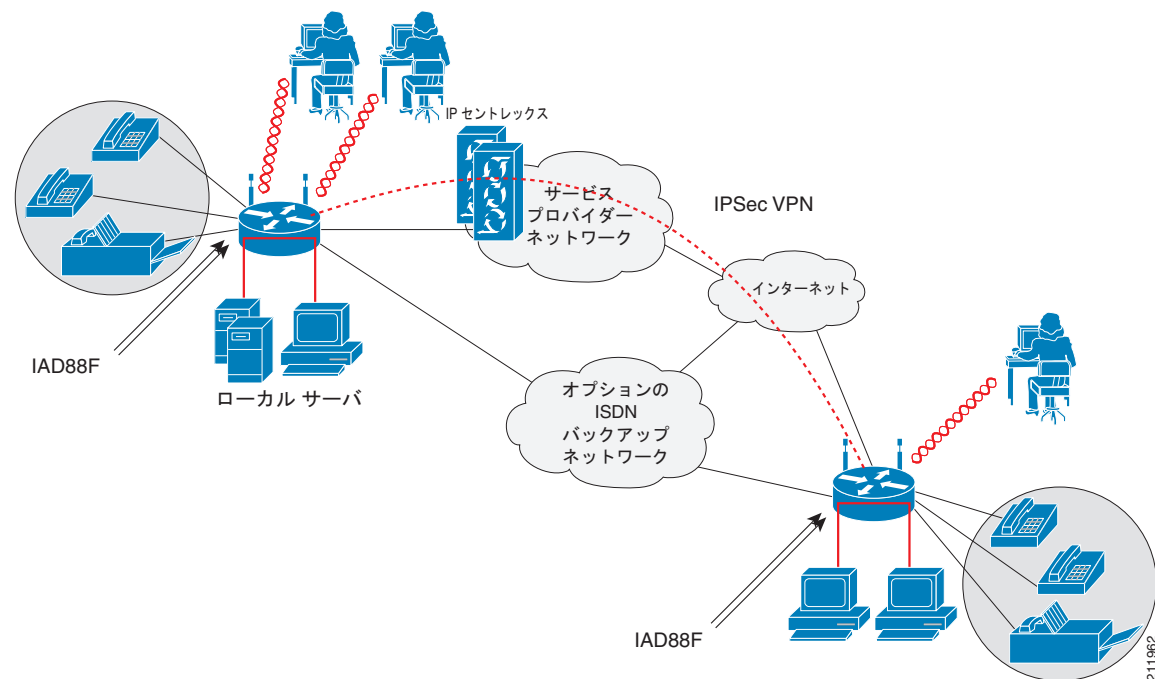 IP セントレックス
サービス
プロバイダー
ネットワーク
IPSec VPN
インターネット
IAD88F
ローカル サーバ
オプションの
ISDN
バックアップ
ネットワーク
IAD88F
211962